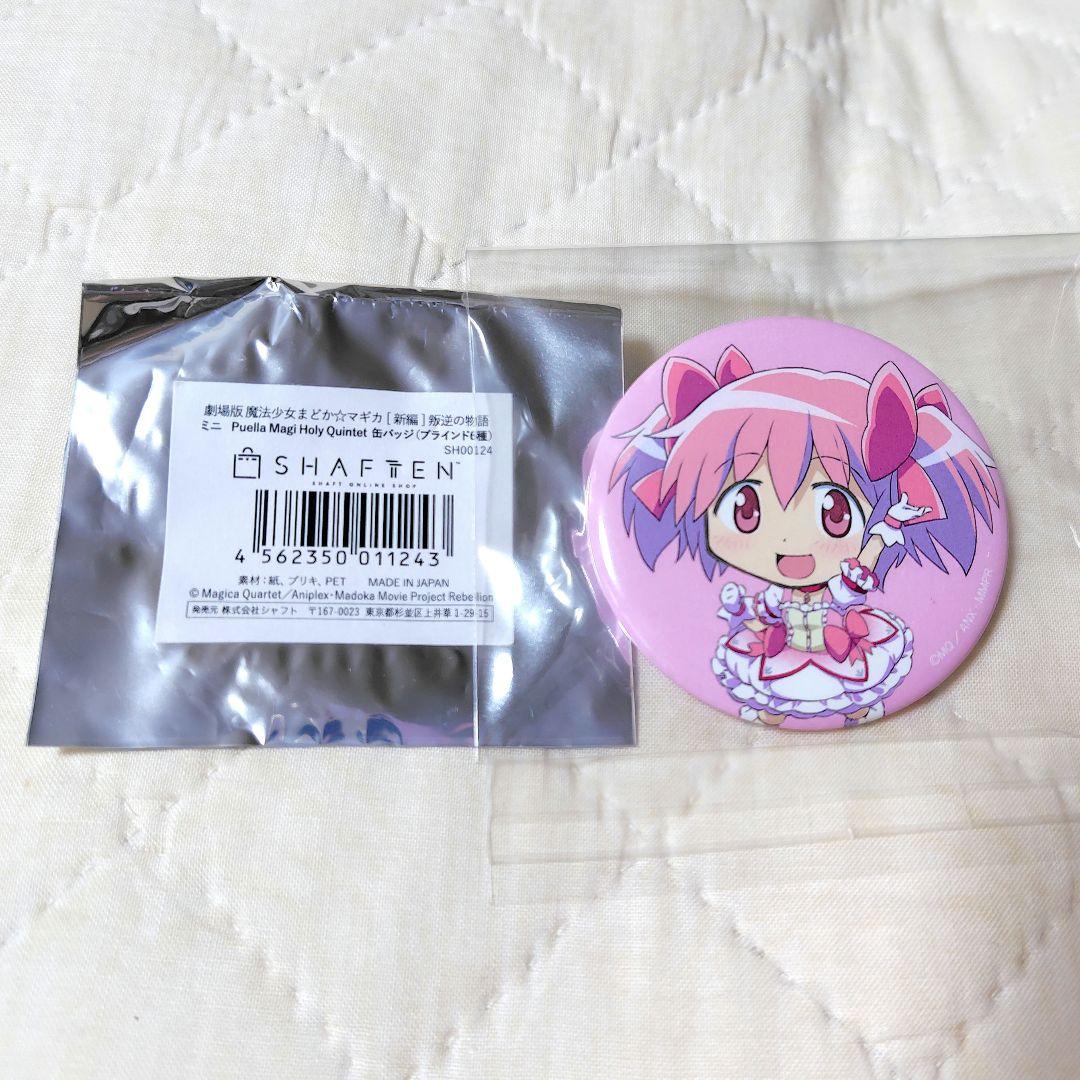 劇場版 魔法少女まどか☆マギカ [ 新編 ] 叛逆の物語
ミニ Puella Magi Holy Quintet 缶バッジ (ブラインド6種)
SH00124
SHAFTTEN™
SHAFT ONLINE SHOP
4 562350 011243
素材：紙、ブリキ、PET MADE IN JAPAN
© Magica Quartet／Aniplex・Madoka Movie Project Rebellion
発売元 株式会社シャフト 〒167-0023 東京都杉並区上井草 1-29-15
©MQ / ANX・MMPR